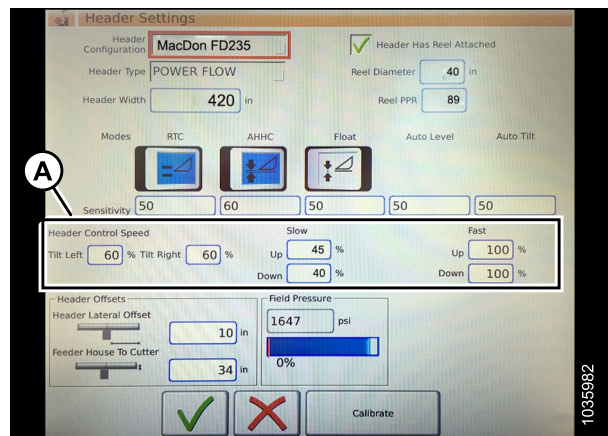 Header Settings
Header Configuration MacDon FD235 Header Has Reel Attached
Header Type POWER FLOW Reel Diameter 40 in
Header Width 420 in Reel PPR 89
Modes RTC AHHC Float Auto Level Auto Tilt
Sensitivity 50 60 50 50 50
A
Header Control Speed Slow Fast
Tilt Left 60 % Tilt Right 60 % Up 45 % Up 100 %
Down 40 % Down 100 %
Header Offsets Field Pressure
Header Lateral Offset 10 in 1647 psi
Feeder House To Cutter 34 in 0%
Calibrate
1035982